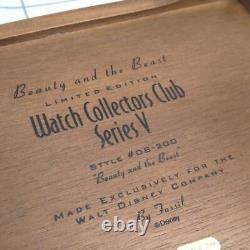 Beauty and the Beast
LIMITED EDITION
Watch Collectors Club
Series V
STYLE #DS-200
"Beauty and the Beast"
MADE EXCLUSIVELY FOR THE
WALT DISNEY COMPANY
By Fossil
©Disney